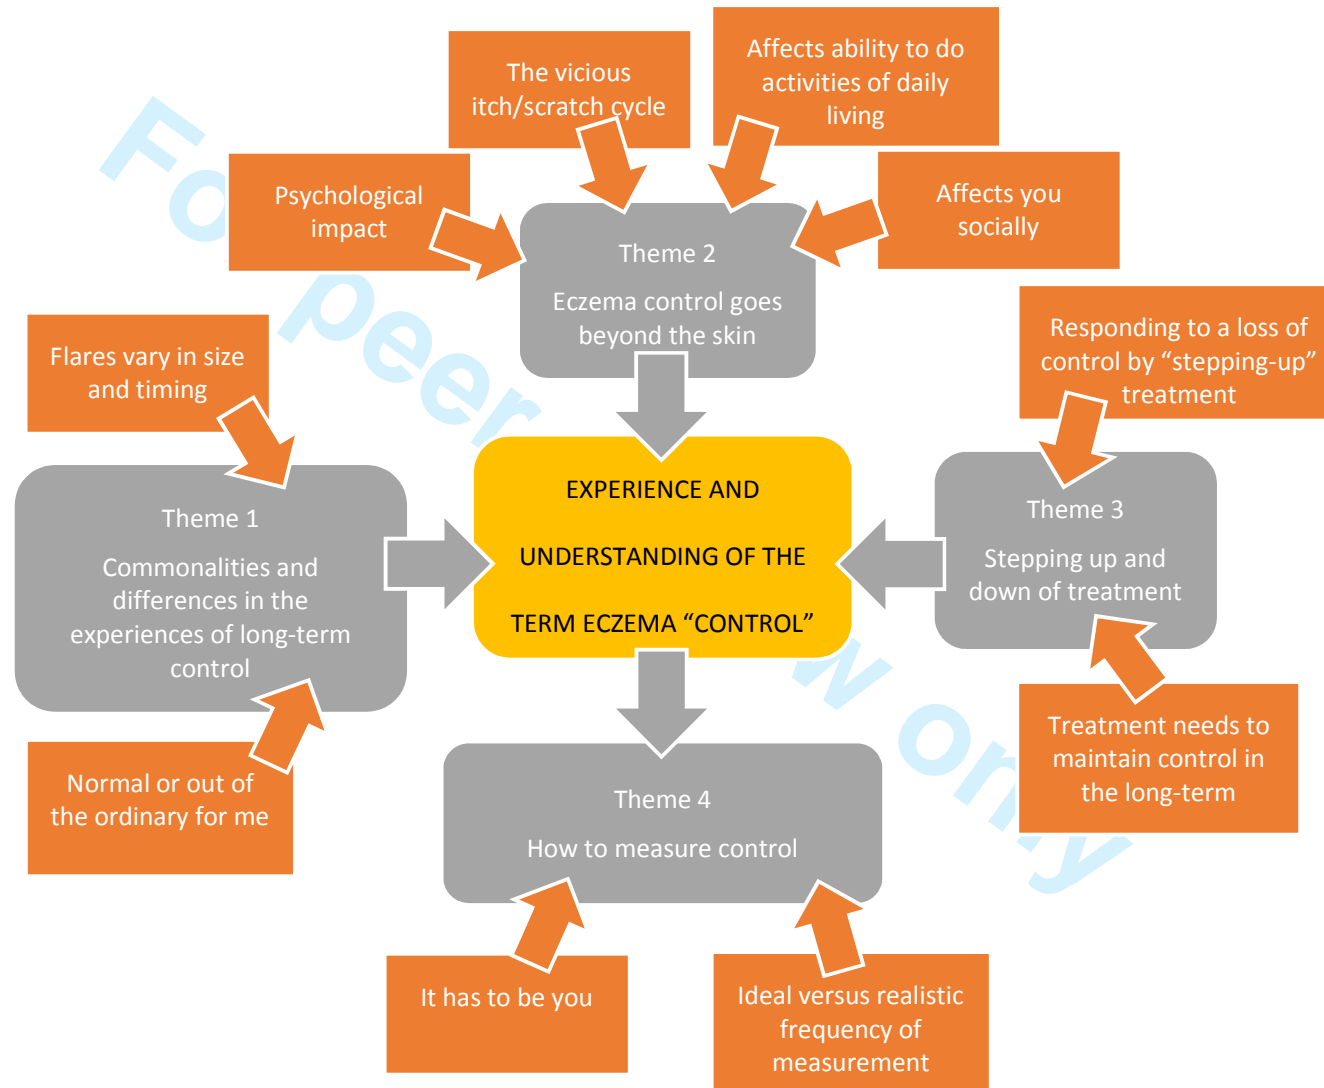 The vicious
itch/scratch cycle
Affects ability to do
activities of daily
living
Psychological
impact
Affects you
socially
Theme 2
Eczema control goes
beyond the skin
Flares vary in size
and timing
Responding to a loss of
control by “stepping-up”
treatment
Theme 1
Commonalities and
differences in the
experiences of long-term
control
EXPERIENCE AND
UNDERSTANDING OF THE
TERM ECZEMA “CONTROL”
Theme 3
Stepping up and
down of treatment
Normal or out of
the ordinary for me
Treatment needs to
maintain control in
the long-term
Theme 4
How to measure control
It has to be you
Ideal versus realistic
frequency of
measurement
peer
only